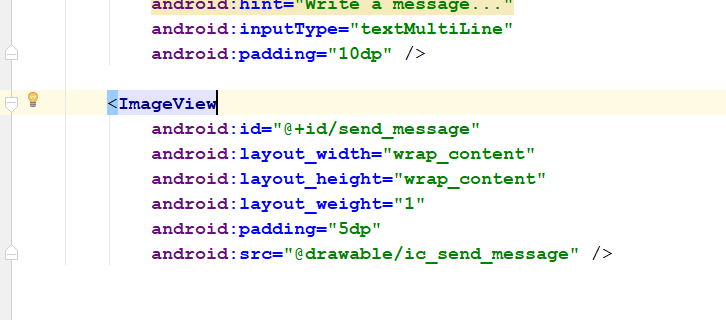 android:hint="Write a message..."
android:inputType="textMultiLine"
android:padding="10dp" />
<ImageView
android:id="@+id/send_message"
android:layout_width="wrap_content"
android:layout_height="wrap_content"
android:layout_weight="1"
android:padding="5dp"
android:src="@drawable/ic_send_message" />